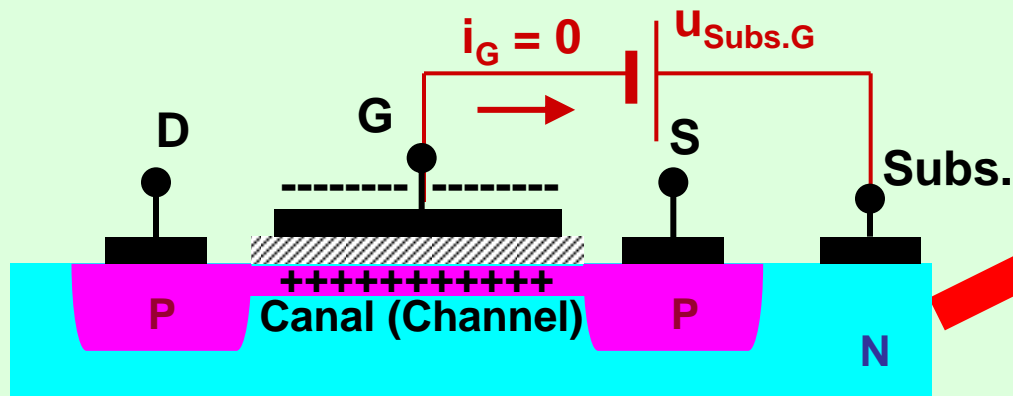 i_G = 0
u_Subs.G
D
G
S
Subs.
-------- --------
+++++++++++
P
Canal (Channel)
P
N